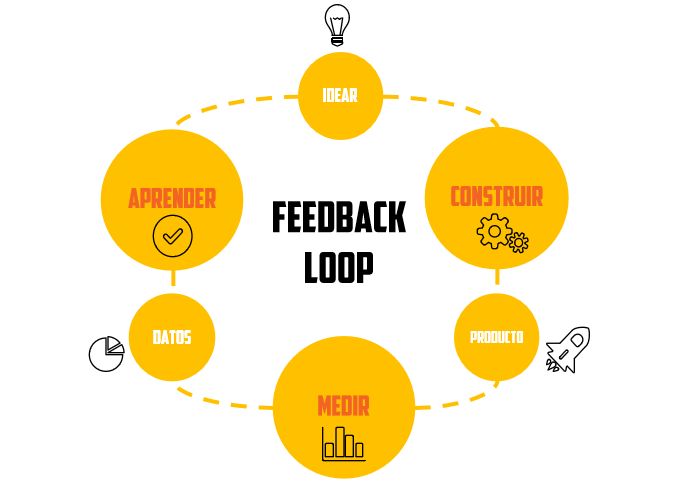 IDEAR
APRENDER
CONSTRUIR
FEEDBACK
LOOP
DATOS
PRODUCTO
MEDIR